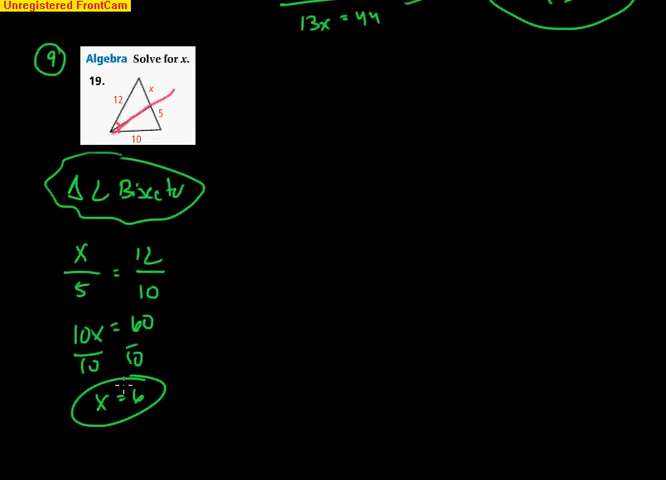 Unregistered FrontCam
13x = 44
9
Algebra Solve for x.
19.
12
x
5
10
Δ ∠ Bisector
x/5 = 12/10
10x = 60
10 10
x = 6